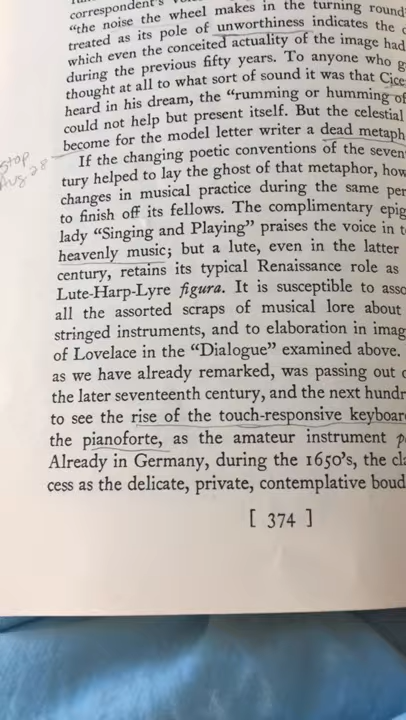 correspondent's
"the noise the wheel makes in the turning round
treated as its pole of unworthiness indicates the
which even the conceited actuality of the image had
during the previous fifty years. To anyone who g
thought at all to what sort of sound it was that Cice
heard in his dream, the "rumming or humming of
could not help but present itself. But the celestial
become for the model letter writer a dead metaph
stop
Aug 28
If the changing poetic conventions of the seven
tury helped to lay the ghost of that metaphor, how
changes in musical practice during the same per
to finish off its fellows. The complimentary epig
lady "Singing and Playing" praises the voice in t
heavenly music; but a lute, even in the latter
century, retains its typical Renaissance role as
Lute-Harp-Lyre figura. It is susceptible to asso
all the assorted scraps of musical lore about
stringed instruments, and to elaboration in imag
of Lovelace in the "Dialogue" examined above.
as we have already remarked, was passing out o
the later seventeenth century, and the next hundr
to see the rise of the touch-responsive keyboar
the pianoforte, as the amateur instrument p
Already in Germany, during the 1650's, the cla
cess as the delicate, private, contemplative boud
[ 374 ]